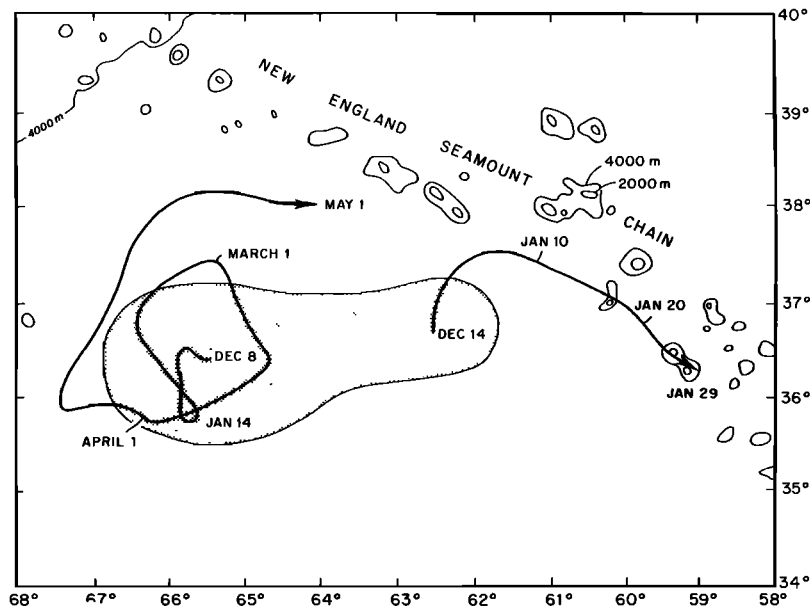 40°
4000m
NEW
ENGLAND
SEAMOUNT
CHAIN
39°
4000 m
2000 m
38°
MAY 1
MARCH 1
JAN 10
JAN 20
37°
DEC 14
DEC 8
JAN 29
36°
JAN 14
APRIL 1
35°
34°
68° 67° 66° 65° 64° 63° 62° 61° 60° 59° 58°